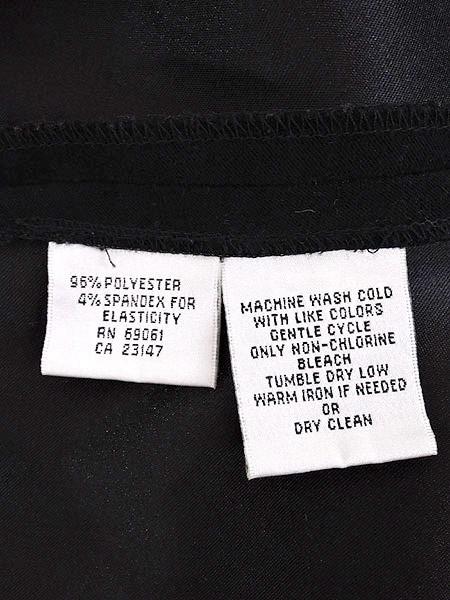 96% POLYESTER
4% SPANDEX FOR
ELASTICITY
RN 69061
CA 23147
MACHINE WASH COLD
WITH LIKE COLORS
GENTLE CYCLE
ONLY NON-CHLORINE
BLEACH
TUMBLE DRY LOW
WARM IRON IF NEEDED
OR
DRY CLEAN